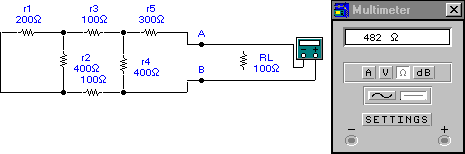 r1
200Ω
r3
100Ω
r5
300Ω
A
r2
400Ω
100Ω
r4
400Ω
B
RL
100Ω
Multimeter
482 Ω
A V Ω dB
SETTINGS
− +